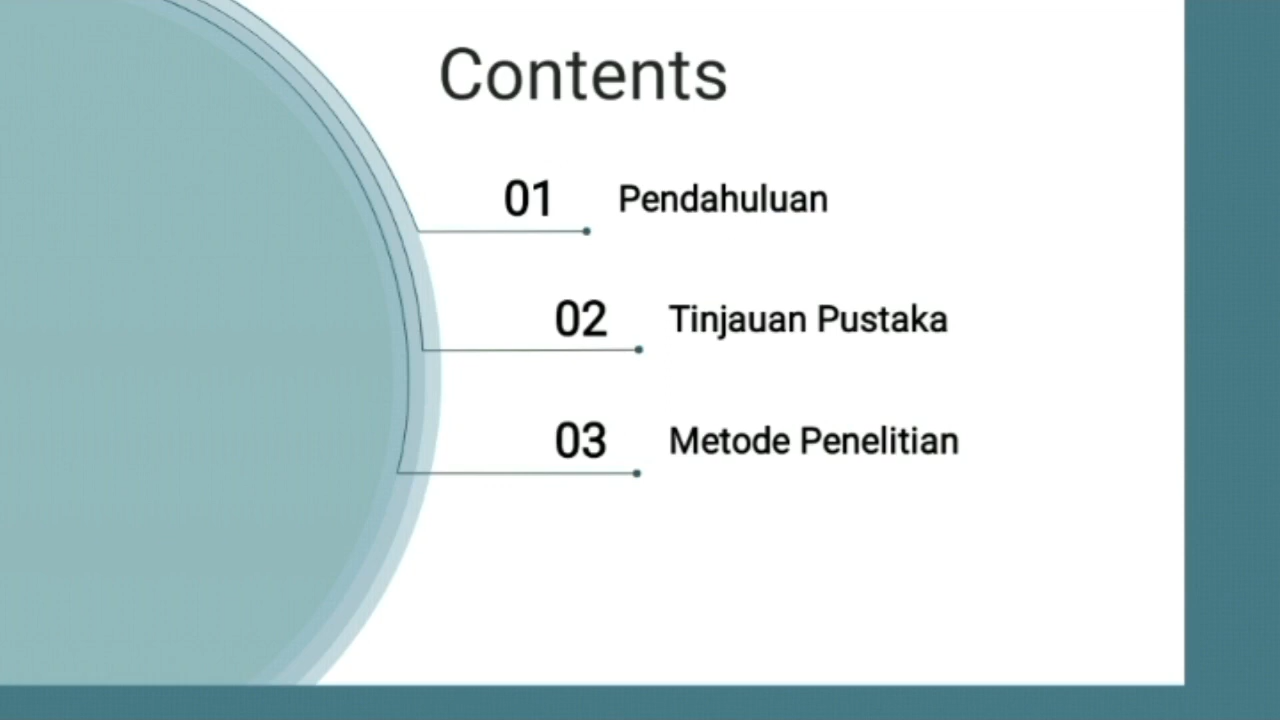 Contents
01 Pendahuluan
02 Tinjauan Pustaka
03 Metode Penelitian